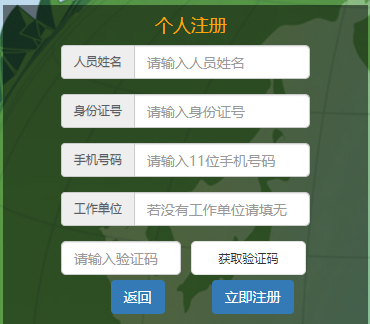 个人注册
人员姓名 请输入人员姓名
身份证号 请输入身份证号
手机号码 请输入11位手机号码
工作单位 若没有工作单位请填无
请输入验证码 获取验证码
返回 立即注册